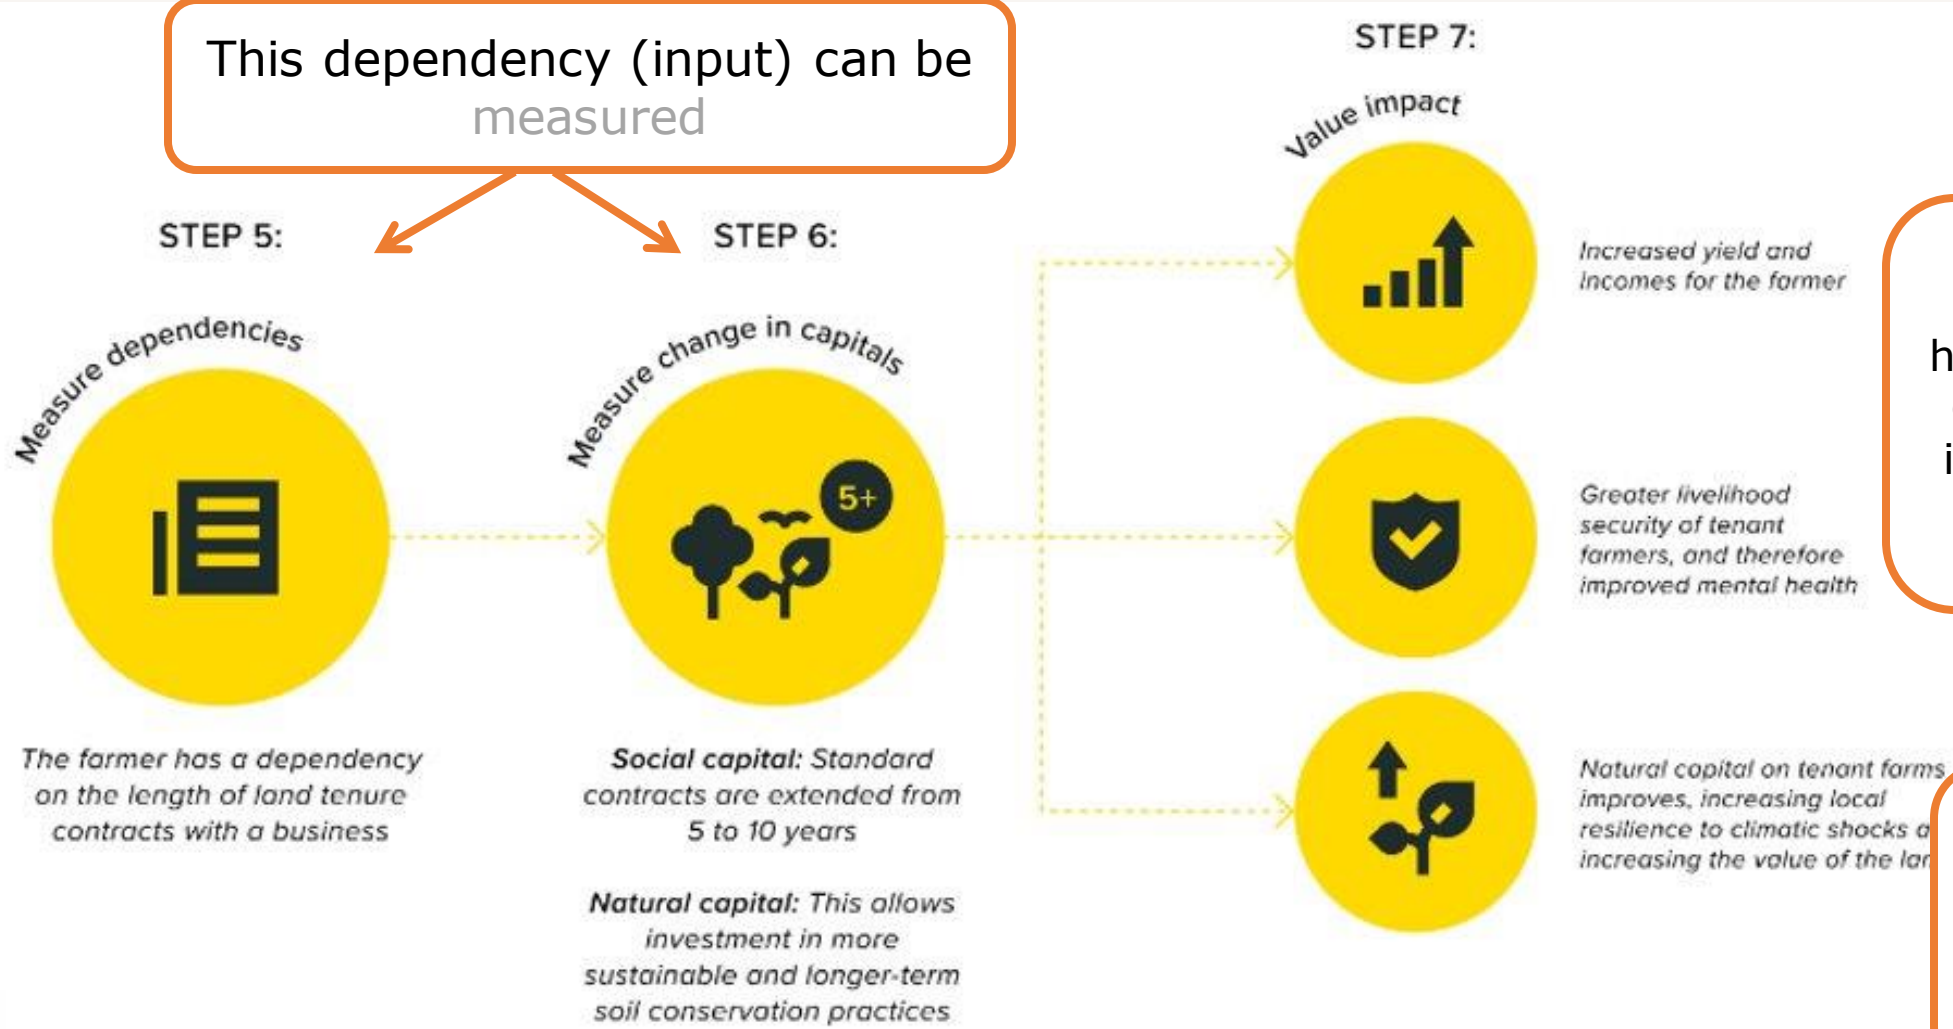 This dependency (input) can be
measured
STEP 5:
Measure dependencies
The farmer has a dependency
on the length of land tenure
contracts with a business
STEP 6:
Measure change in capitals
5+
Social capital: Standard
contracts are extended from
5 to 10 years
Natural capital: This allows
investment in more
sustainable and longer-term
soil conservation practices
STEP 7:
Value impact
Increased yield and
Incomes for the farmer
Greater livelihood
security of tenant
farmers, and therefore
improved mental health
Natural capital on tenant farms
improves, increasing local
resilience to climatic shocks
increasing the value of the